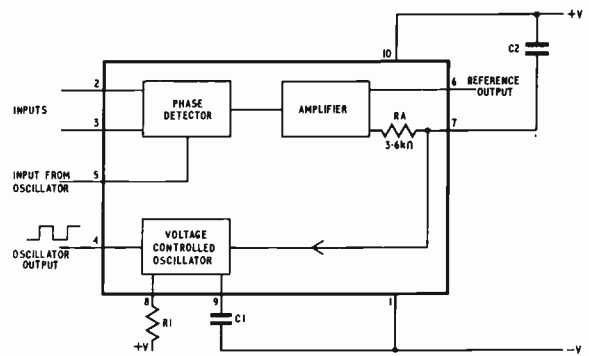 +V
C2
10
2
PHASE
DETECTOR
AMPLIFIER
6
REFERENCE
OUTPUT
INPUTS
3
RA
3·6kΩ
7
INPUT FROM
OSCILLATOR
5
4
OSCILLATOR
OUTPUT
VOLTAGE
CONTROLLED
OSCILLATOR
8
9
1
R1
C1
+V
-V